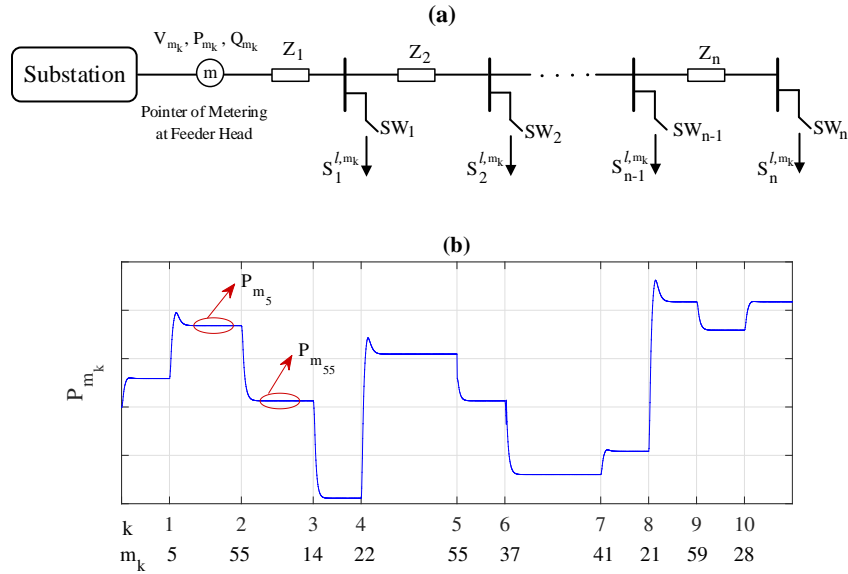 (a)
V_{m_k}, P_{m_k}, Q_{m_k}
Z_1
Z_2
Z_n
Substation
m
Pointer of Metering
at Feeder Head
SW_1
SW_2
SW_{n-1}
SW_n
S_1^{l,m_k}
S_2^{l,m_k}
S_{n-1}^{l,m_k}
S_n^{l,m_k}
(b)
P_{m_5}
P_{m_{55}}
P_{m_k}
k 1 2 3 4 5 6 7 8 9 10
m_k 5 55 14 22 55 37 41 21 59 28